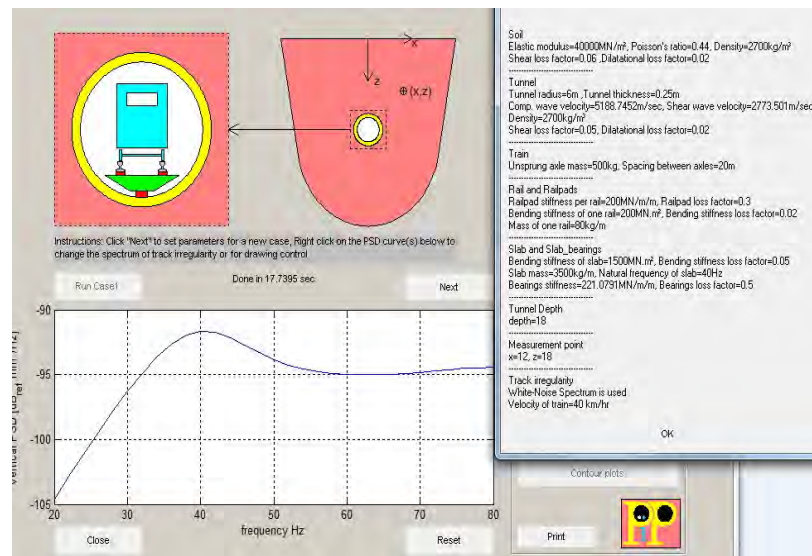 x
z
⊕(x,z)
Instructions: Click "Next" to set parameters for a new case, Right click on the PSD curve(s) below to
change the spectrum of track irregularity or for drawing control
Run Case1
Done in 17.7395 sec
Next
-90
-95
-100
-105
20
30
40
50
60
70
80
frequency Hz
Close
Reset
Soil
Elastic modulus=40000MN/m², Poisson's ratio=0.44, Density=2700kg/m³
Shear loss factor=0.06 ,Dilatational loss factor=0.02
------------------------------
Tunnel
Tunnel radius=6m ,Tunnel thickness=0.25m
Comp. wave velocity=5188.7452m/sec, Shear wave velocity=2773.501m/sec
Density=2700kg/m³
Shear loss factor=0.05, Dilatational loss factor=0.02
------------------------------
Train
Unsprung axle mass=500kg, Spacing between axles=20m
------------------------------
Rail and Railpads
Railpad stiffness per rail=200MN/m/m, Railpad loss factor=0.3
Bending stiffness of one rail=200MN.m², Bending stiffness loss factor=0.02
Mass of one rail=80kg/m
------------------------------
Slab and Slab_bearings
Bending stiffness of slab=1500MN.m², Bending stiffness loss factor=0.05
Slab mass=3500kg/m, Natural frequency of slab=40Hz
Bearings stiffness=221.0791MN/m/m, Bearings loss factor=0.5
------------------------------
Tunnel Depth
depth=18
------------------------------
Measurement point
x=12, z=18
------------------------------
Track irregularity
White-Noise Spectrum is used
Velocity of train=40 km/hr
OK
Contour plots
Print
PP